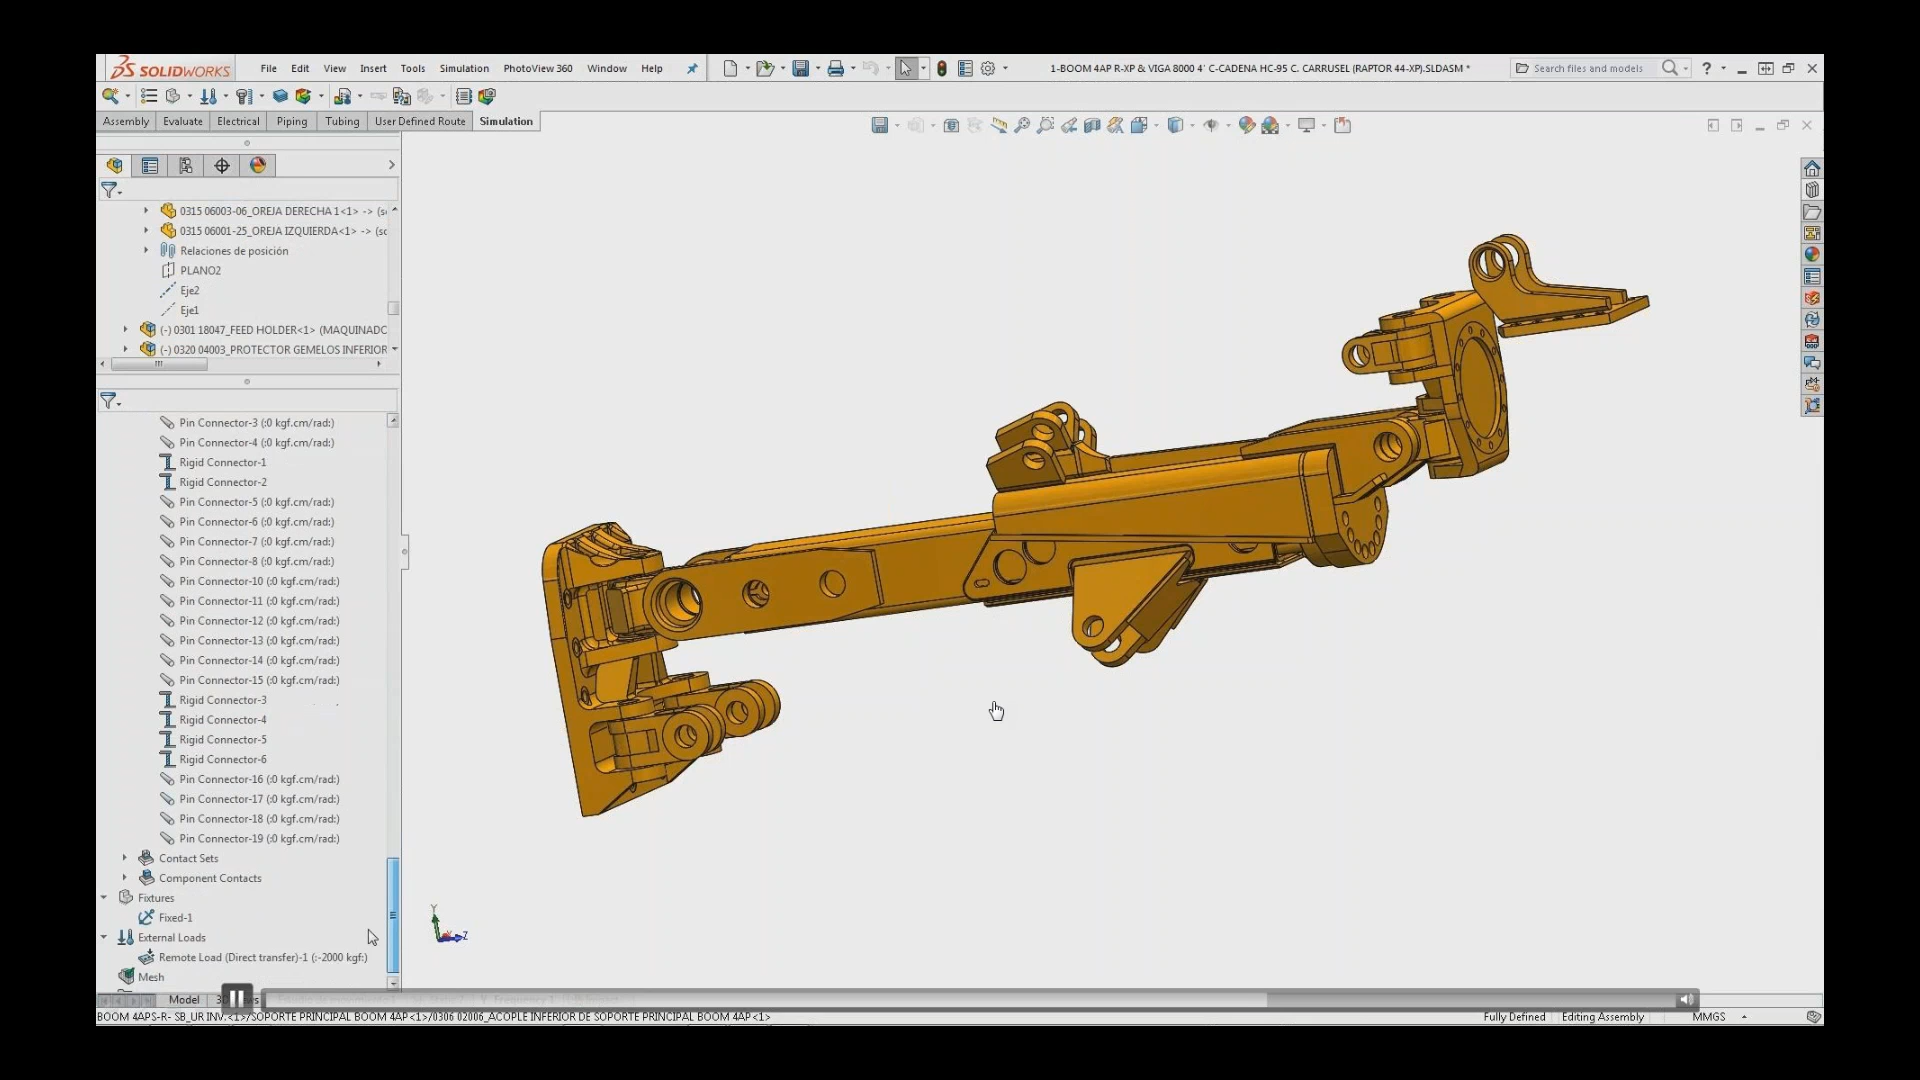 SOLIDWORKS File Edit View Insert Tools Simulation PhotoView 360 Window Help 1-BOOM 4AP R-XP & VIGA 8000 4' C-CADENA HC-95 C. CARRUSEL (RAPTOR 44-XP).SLDASM * Search files and models ?
Assembly Evaluate Electrical Piping Tubing User Defined Route Simulation
0315 06003-06_OREJA DERECHA 1<1> -> (s
0315 06001-25_OREJA IZQUIERDA<1> -> (sc
Relaciones de posición
PLANO2
Eje2
Eje1
(-) 0301 18047_FEED HOLDER<1> (MAQUINADC
(-) 0320 04003_PROTECTOR GEMELOS INFERIOR
Pin Connector-3 (:0 kgf.cm/rad:)
Pin Connector-4 (:0 kgf.cm/rad:)
Rigid Connector-1
Rigid Connector-2
Pin Connector-5 (:0 kgf.cm/rad:)
Pin Connector-6 (:0 kgf.cm/rad:)
Pin Connector-7 (:0 kgf.cm/rad:)
Pin Connector-8 (:0 kgf.cm/rad:)
Pin Connector-10 (:0 kgf.cm/rad:)
Pin Connector-11 (:0 kgf.cm/rad:)
Pin Connector-12 (:0 kgf.cm/rad:)
Pin Connector-13 (:0 kgf.cm/rad:)
Pin Connector-14 (:0 kgf.cm/rad:)
Pin Connector-15 (:0 kgf.cm/rad:)
Rigid Connector-3
Rigid Connector-4
Rigid Connector-5
Rigid Connector-6
Pin Connector-16 (:0 kgf.cm/rad:)
Pin Connector-17 (:0 kgf.cm/rad:)
Pin Connector-18 (:0 kgf.cm/rad:)
Pin Connector-19 (:0 kgf.cm/rad:)
Contact Sets
Component Contacts
Fixtures
Fixed-1
External Loads
Remote Load (Direct transfer)-1 (:-2000 kgf:)
Mesh
Y
Z
Model
BOOM 4APS-R- SB_UR INV.<1>/SOPORTE PRINCIPAL BOOM 4AP<1>/0306 02006_ACOPLE INFERIOR DE SOPORTE PRINCIPAL BOOM 4AP<1> Fully Defined Editing Assembly MMGS